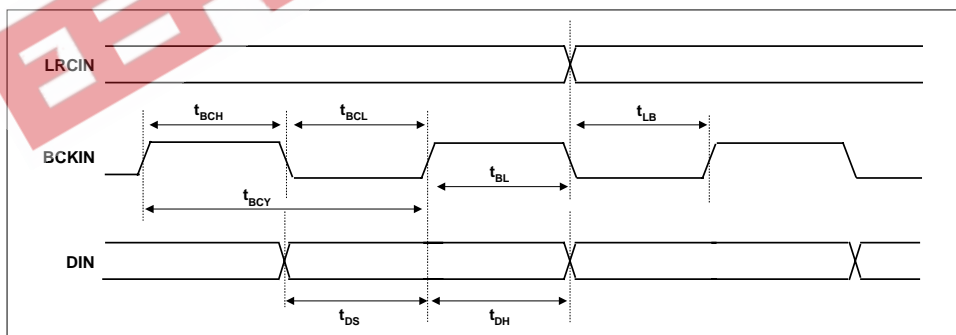 LRCIN
tBCH
tBCL
tLB
BCKIN
tBL
tBCY
DIN
tDS
tDH